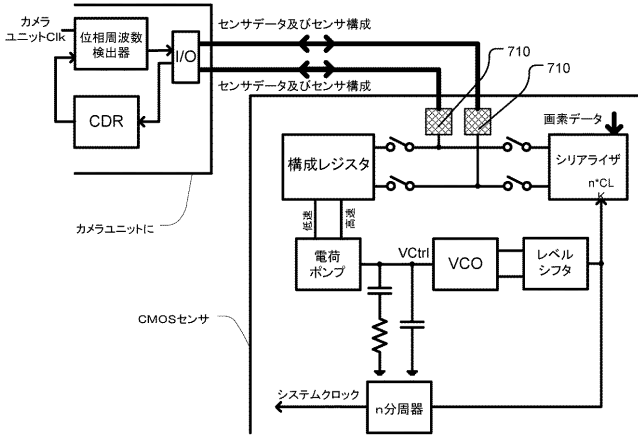 カメラ
ユニットClk
位相周波数
検出器
I/O
CDR
センサデータ及びセンサ構成
センサデータ及びセンサ構成
710
710
画素データ
構成レジスタ
シリアライザ
n*CL
K
カメラユニットに
低速
高速
電荷
ポンプ
VCtrl
VCO
レベル
シフタ
CMOSセンサ
システムクロック
n分周器